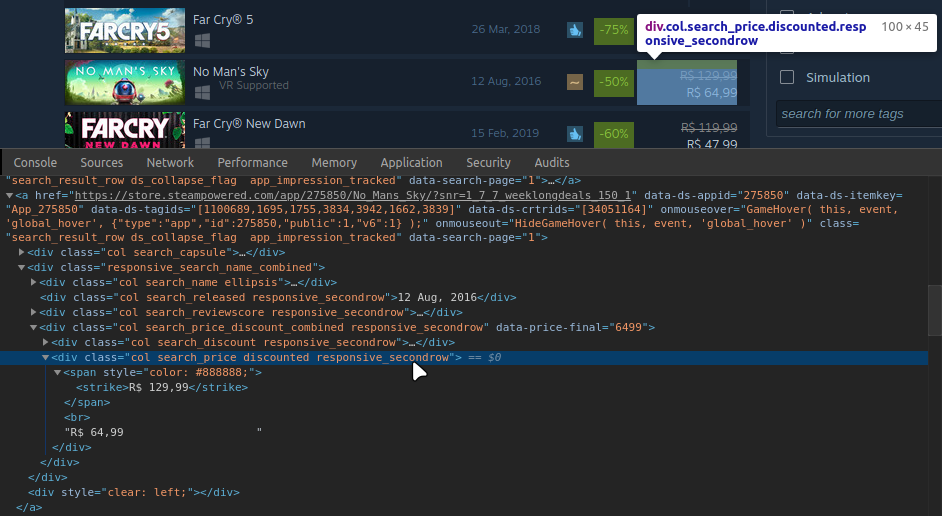 FARCRY5
Far Cry® 5
26 Mar, 2018
-75%
div.col.search_price.discounted.resp
onsive_secondrow
100 × 45
NO MAN'S SKY
No Man's Sky
VR Supported
12 Aug, 2016
-50%
R$ 129,99
R$ 64,99
Simulation
FARCRY
NEW DAWN
Far Cry® New Dawn
15 Feb, 2019
-60%
R$ 119,99
R$ 47,99
search for more tags
Console Sources Network Performance Memory Application Security Audits
"search_result_row ds_collapse_flag  app_impression_tracked" data-search-page="1">…</a>
<a href="https://store.steampowered.com/app/275850/No_Mans_Sky/?snr=1_7_7_weeklongdeals_150_1" data-ds-appid="275850" data-ds-itemkey=
"App_275850" data-ds-tagids="[1100689,1695,1755,3834,3942,1662,3839]" data-ds-crtrids="[34051164]" onmouseover="GameHover( this, event,
'global_hover', {"type":"app","id":275850,"public":1,"v6":1} );" onmouseout="HideGameHover( this, event, 'global_hover' )" class=
"search_result_row ds_collapse_flag  app_impression_tracked" data-search-page="1">
<div class="col search_capsule">…</div>
<div class="responsive_search_name_combined">
<div class="col search_name ellipsis">…</div>
<div class="col search_released responsive_secondrow">12 Aug, 2016</div>
<div class="col search_reviewscore responsive_secondrow">…</div>
<div class="col search_price_discount_combined responsive_secondrow" data-price-final="6499">
<div class="col search_discount responsive_secondrow">…</div>
<div class="col search_price discounted responsive_secondrow"> == $0
<span style="color: #888888;">
<strike>R$ 129,99</strike>
</span>
<br>
"R$ 64,99 "
</div>
</div>
</div>
<div style="clear: left;"></div>
</a>